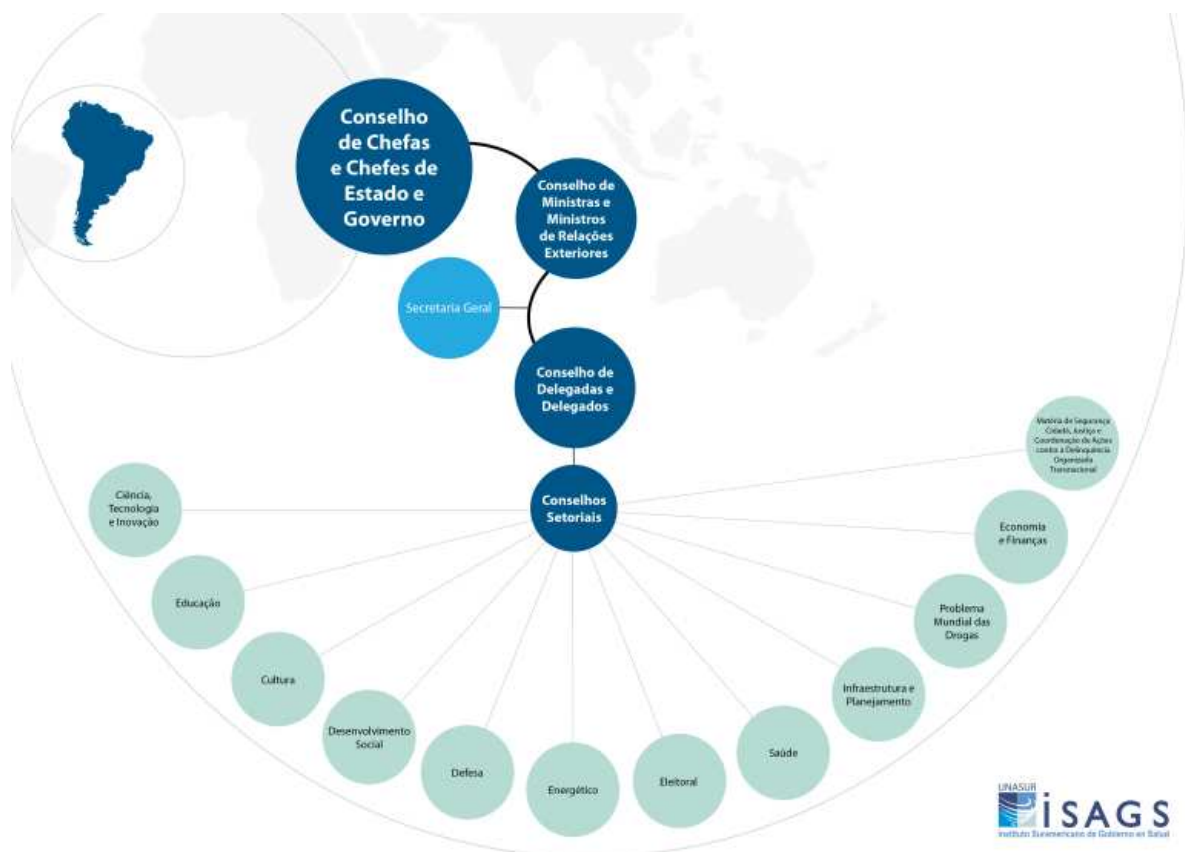 Conselho
de Chefas
e Chefes de
Estado e
Governo
Conselho de
Ministras e
Ministros
de Relações
Exteriores
Secretaria Geral
Conselho de
Delegadas e
Delegados
Conselhos
Setoriais
Ciência,
Tecnologia
e Inovação
Educação
Cultura
Desenvolvimento
Social
Defesa
Energético
Eleitoral
Saúde
Infraestrutura e
Planejamento
Problema
Mundial das
Drogas
Economia
e Finanças
Matéria de Segurança
Cidadã, Justiça e
Coordenação de Ações
contra a Delinquência
Organizada
Transnacional
UNASUR
ISAGS
Instituto Suramericano de Gobierno en Salud